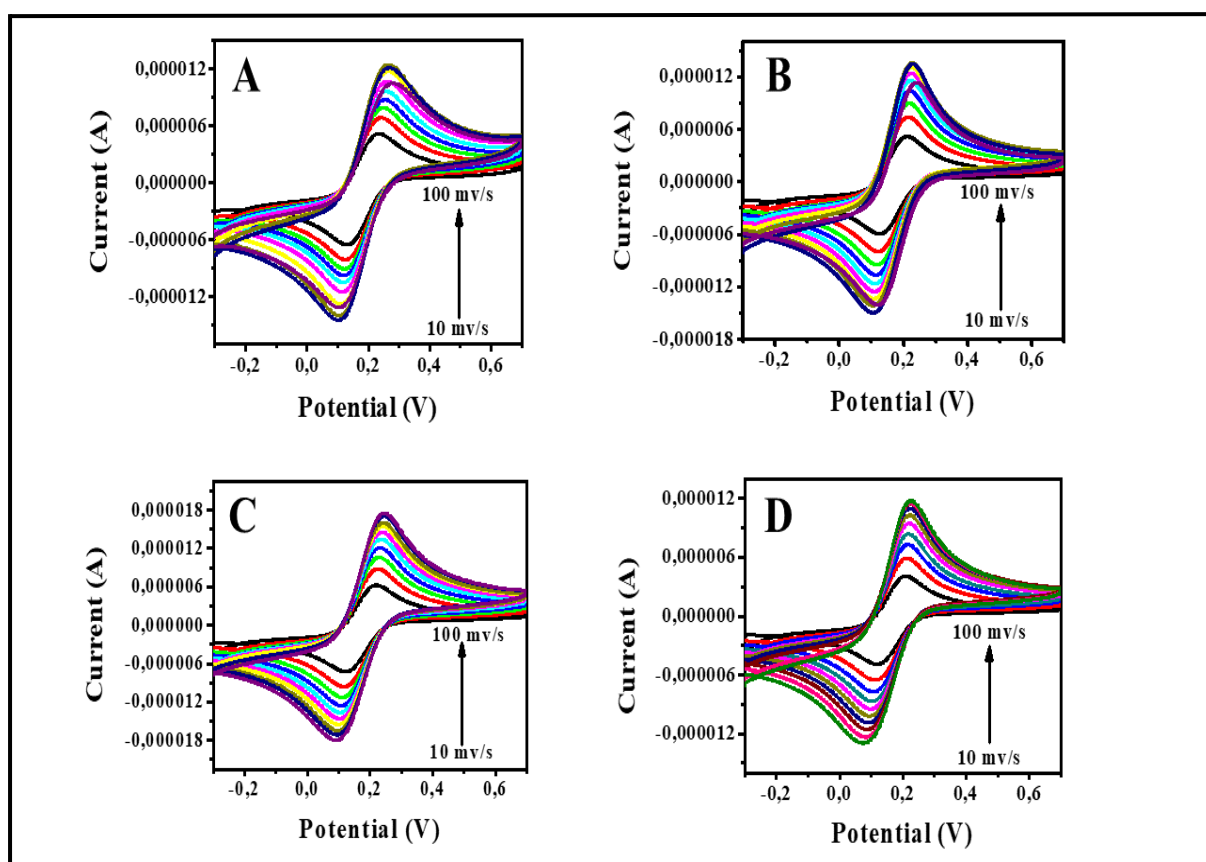 A
Current (A)
0,000012
0,000006
0,000000
-0,000006
-0,000012
100 mv/s
10 mv/s
-0,2 0,0 0,2 0,4 0,6
Potential (V)
B
Current (A)
0,000012
0,000006
0,000000
-0,000006
-0,000012
-0,000018
100 mv/s
10 mv/s
-0,2 0,0 0,2 0,4 0,6
Potential (V)
C
Current (A)
0,000018
0,000012
0,000006
0,000000
-0,000006
-0,000012
-0,000018
100 mv/s
10 mv/s
-0,2 0,0 0,2 0,4 0,6
Potential (V)
D
Current (A)
0,000012
0,000006
0,000000
-0,000006
-0,000012
100 mv/s
10 mv/s
-0,2 0,0 0,2 0,4 0,6
Potential (V)